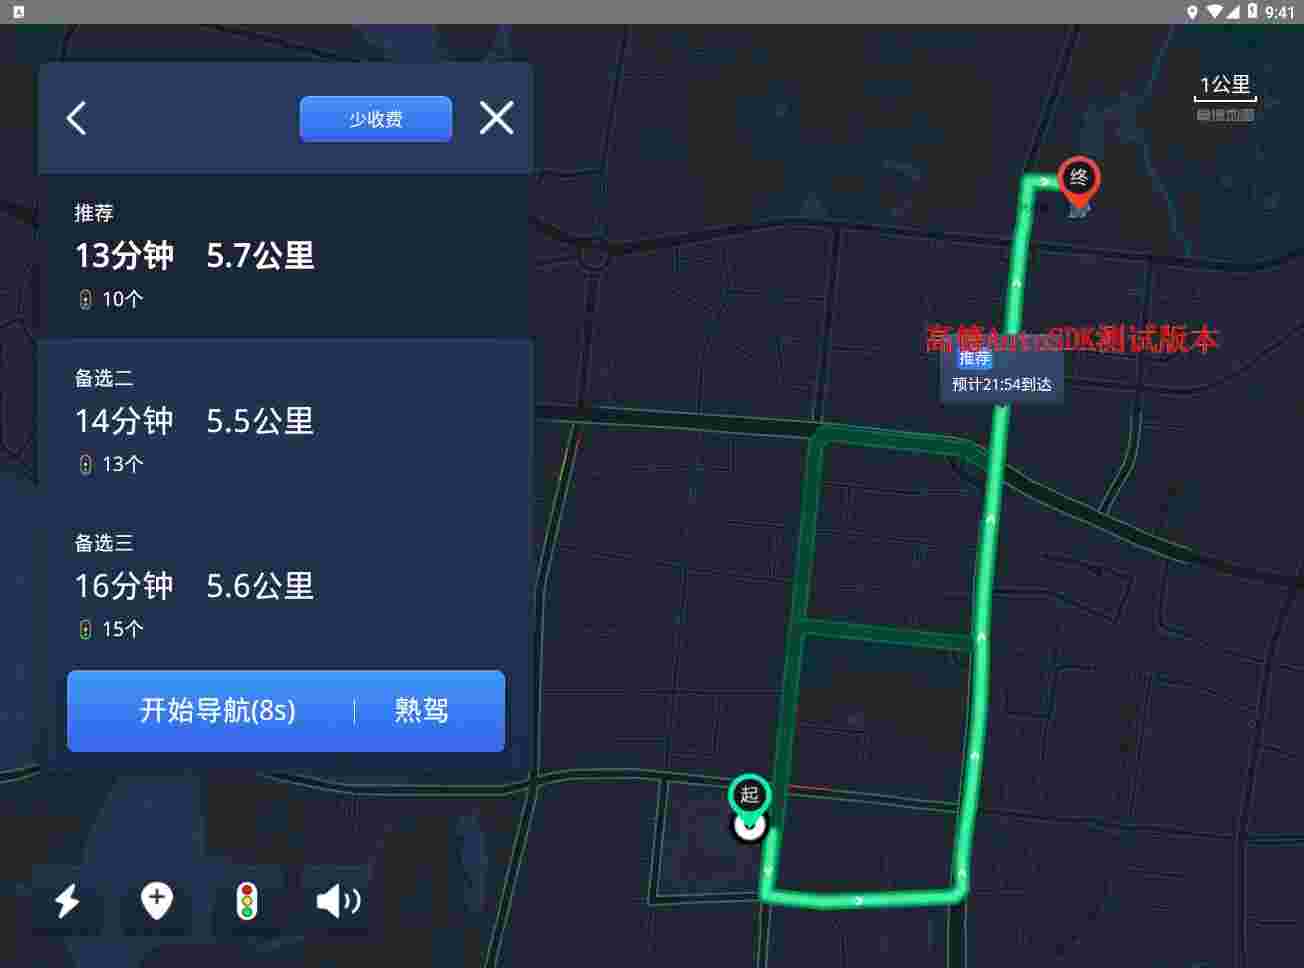 9:41
少收费
推荐
13分钟 5.7公里
10个
备选二
14分钟 5.5公里
13个
备选三
16分钟 5.6公里
15个
开始导航(8s) 熟驾
1公里
高德地图
终
高德AutoSDK测试版本
推荐
预计21:54到达
起